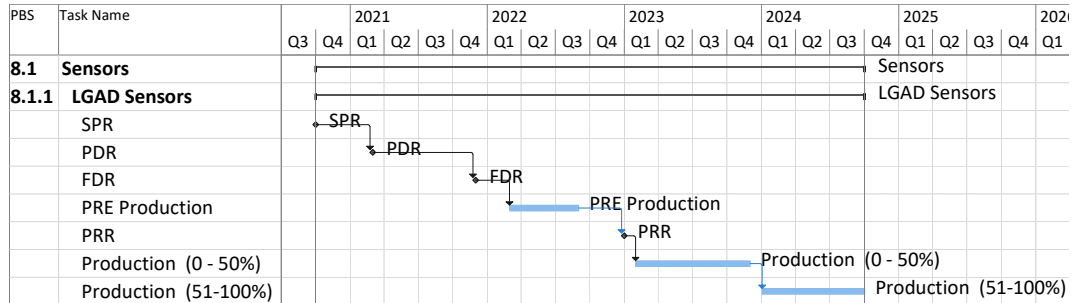 PBS Task Name 2021 2022 2023 2024 2025 2026
Q3 Q4 Q1 Q2 Q3 Q4 Q1 Q2 Q3 Q4 Q1 Q2 Q3 Q4 Q1 Q2 Q3 Q4 Q1 Q2 Q3 Q4 Q1
8.1 Sensors Sensors
8.1.1 LGAD Sensors LGAD Sensors
SPR SPR
PDR PDR
FDR FDR
PRE Production PRE Production
PRR PRR
Production (0 - 50%) Production (0 - 50%)
Production (51-100%) Production (51-100%)